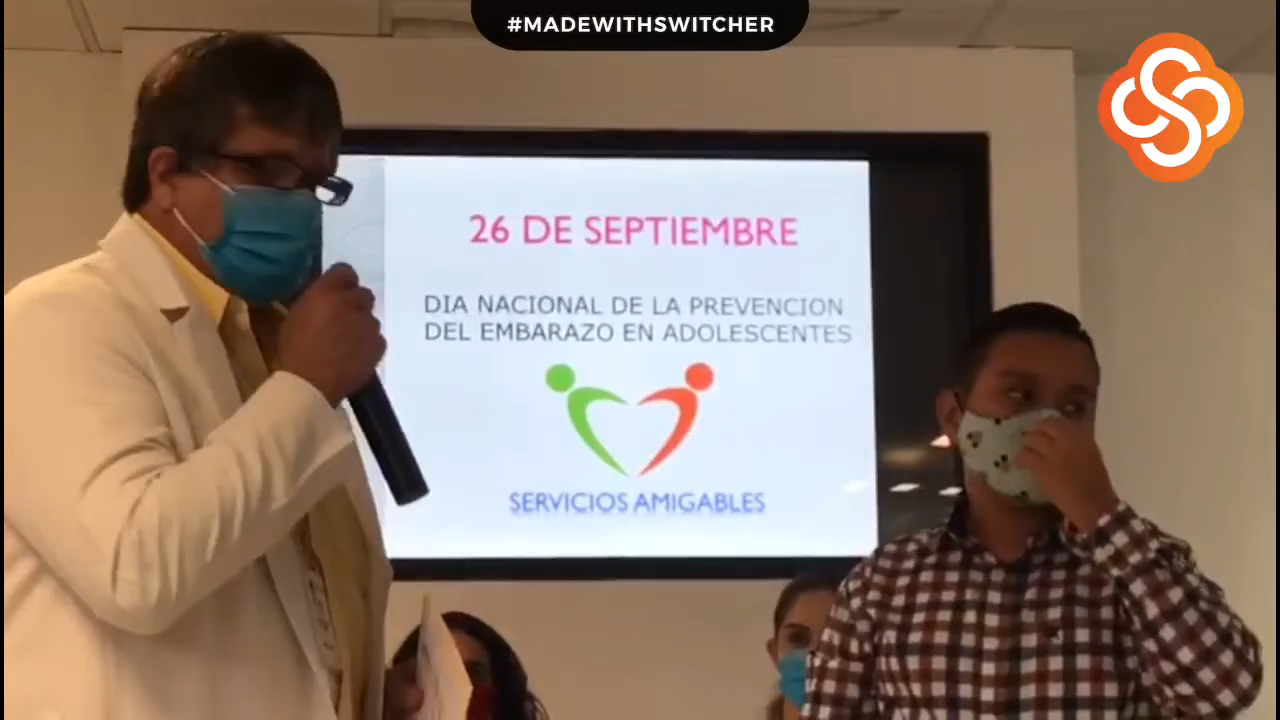 #MADEWITHSWITCHER
26 DE SEPTIEMBRE
DIA NACIONAL DE LA PREVENCION
DEL EMBARAZO EN ADOLESCENTES
SERVICIOS AMIGABLES